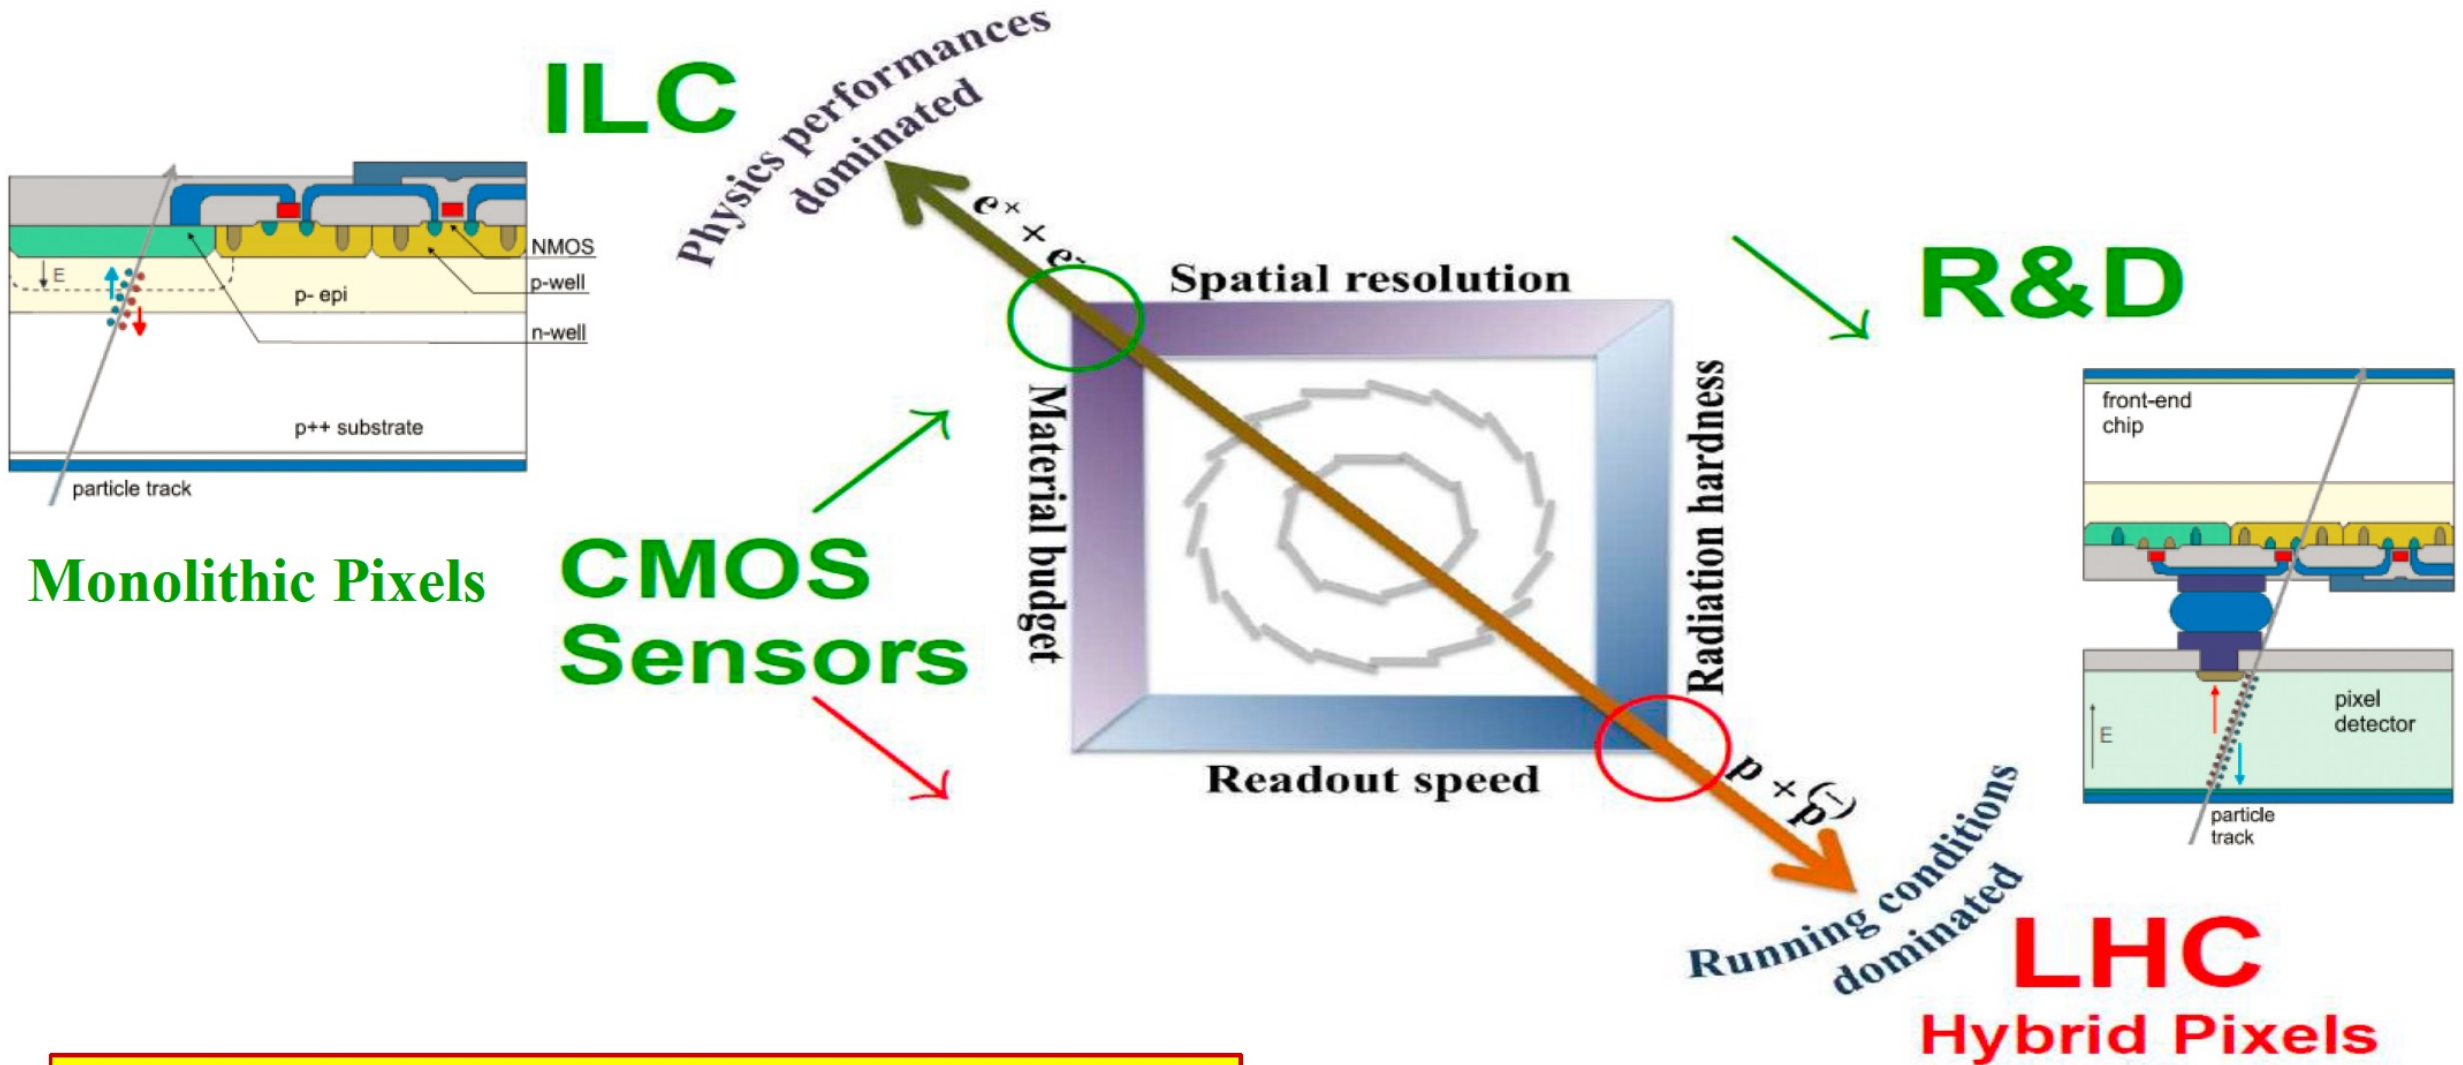 ILC
Physics performances
dominated
e× × e-
NMOS
p-well
n-well
E
p- epi
p++ substrate
particle track
Monolithic Pixels
CMOS
Sensors
Spatial resolution
Material budget
Radiation hardness
Readout speed
p × p(−)
Running conditions
dominated
R&D
front-end
chip
pixel
detector
E
particle
track
LHC
Hybrid Pixels